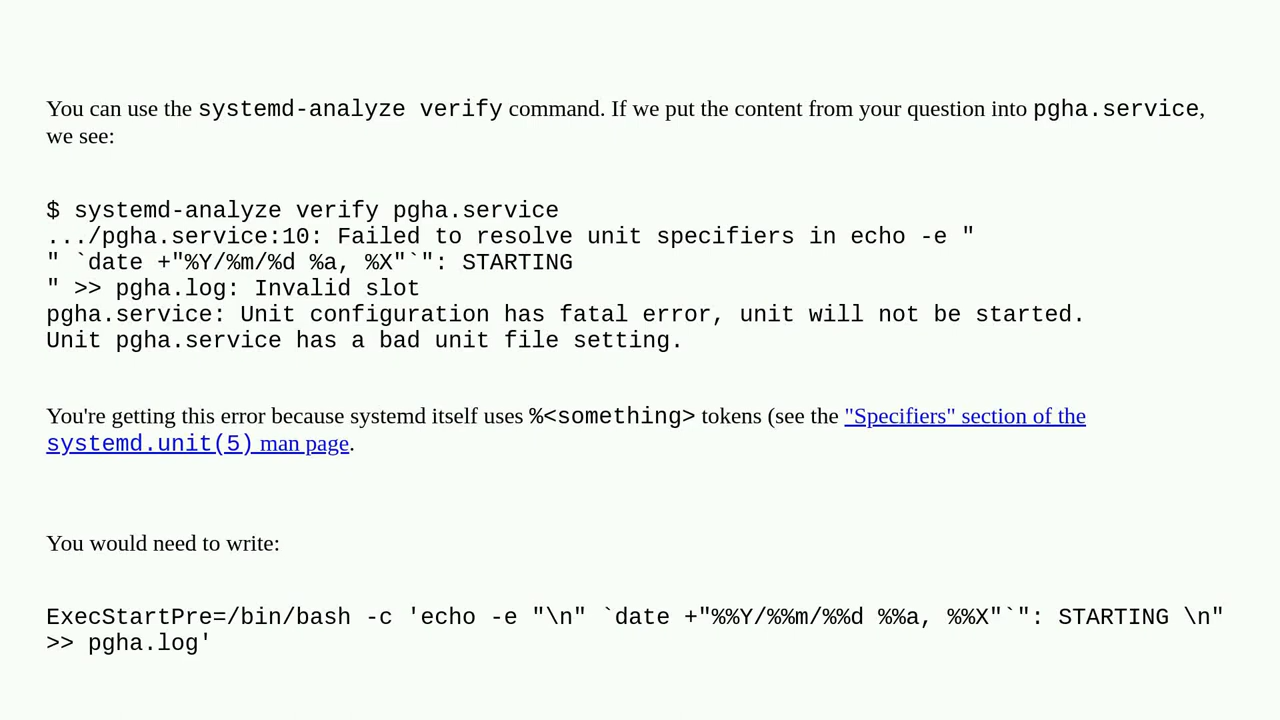 You can use the systemd-analyze verify command. If we put the content from your question into pgha.service,
we see:
$ systemd-analyze verify pgha.service
.../pgha.service:10: Failed to resolve unit specifiers in echo -e "
" `date +"%Y/%m/%d %a, %X"`": STARTING
" >> pgha.log: Invalid slot
pgha.service: Unit configuration has fatal error, unit will not be started.
Unit pgha.service has a bad unit file setting.
You're getting this error because systemd itself uses %<something> tokens (see the "Specifiers" section of the
systemd.unit(5) man page.
You would need to write:
ExecStartPre=/bin/bash -c 'echo -e "\n" `date +"%%Y/%%m/%%d %%a, %%X"`": STARTING \n"
>> pgha.log'